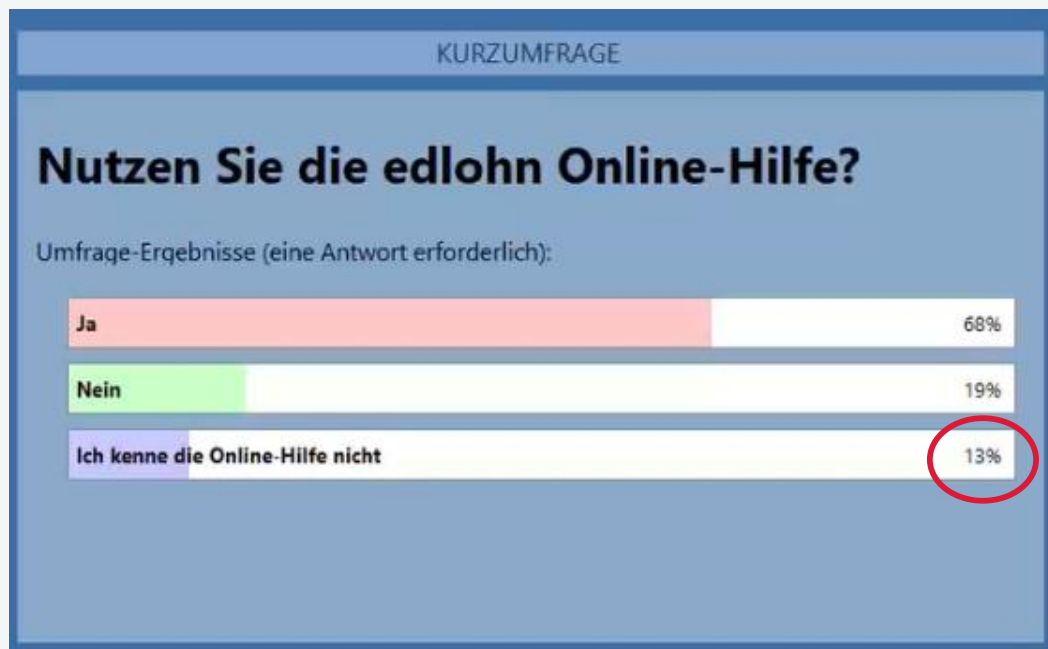 KURZUMFRAGE
Nutzen Sie die edlohn Online-Hilfe?
Umfrage-Ergebnisse (eine Antwort erforderlich):
Ja 68%
Nein 19%
Ich kenne die Online-Hilfe nicht 13%